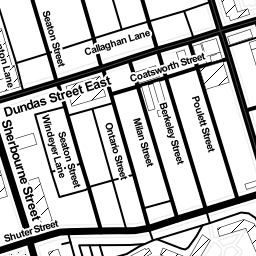 Seaton Street
Callaghan Lane
Coatsworth Street
Dundas Street East
Sherbourne Street
Windeyer Lane
Seaton Street
Ontario Street
Milan Street
Berkeley Street
Poulett Street
Shuter Street